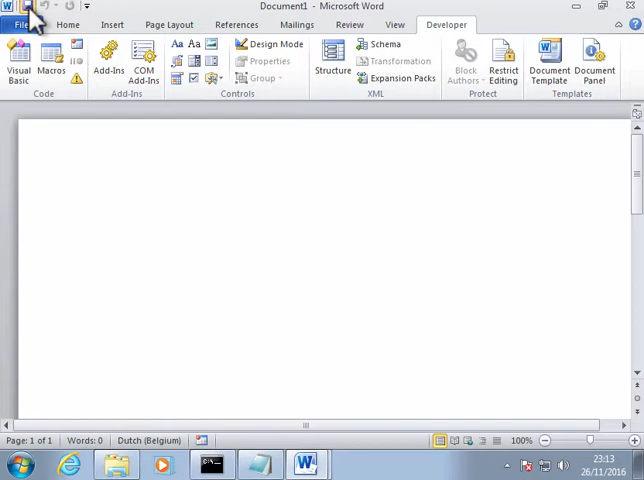 Document1 - Microsoft Word
File Home Insert Page Layout References Mailings Review View Developer
Visual Basic
Macros
Code
Add-Ins
COM Add-Ins
Add-Ins
Aa Aa
Design Mode
Properties
Group
Controls
Structure
Schema
Transformation
Expansion Packs
XML
Block Authors
Restrict Editing
Protect
Document Template
Document Panel
Templates
Page: 1 of 1 Words: 0 Dutch (Belgium) 100%
23:13
26/11/2016